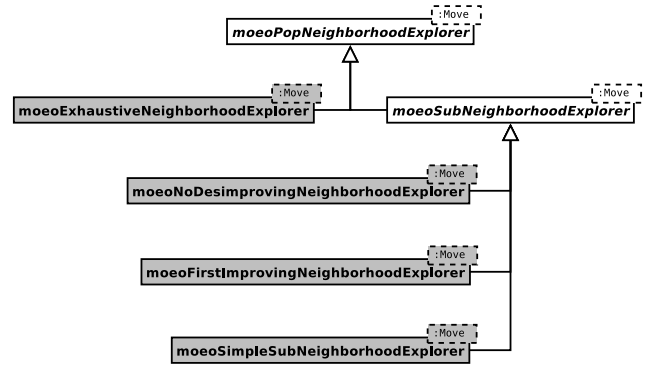 :Move
moeoPopNeighborhoodExplorer
:Move
moeoExhaustiveNeighborhoodExplorer
:Move
moeoSubNeighborhoodExplorer
:Move
moeoNoDesimprovingNeighborhoodExplorer
:Move
moeoFirstImprovingNeighborhoodExplorer
:Move
moeoSimpleSubNeighborhoodExplorer